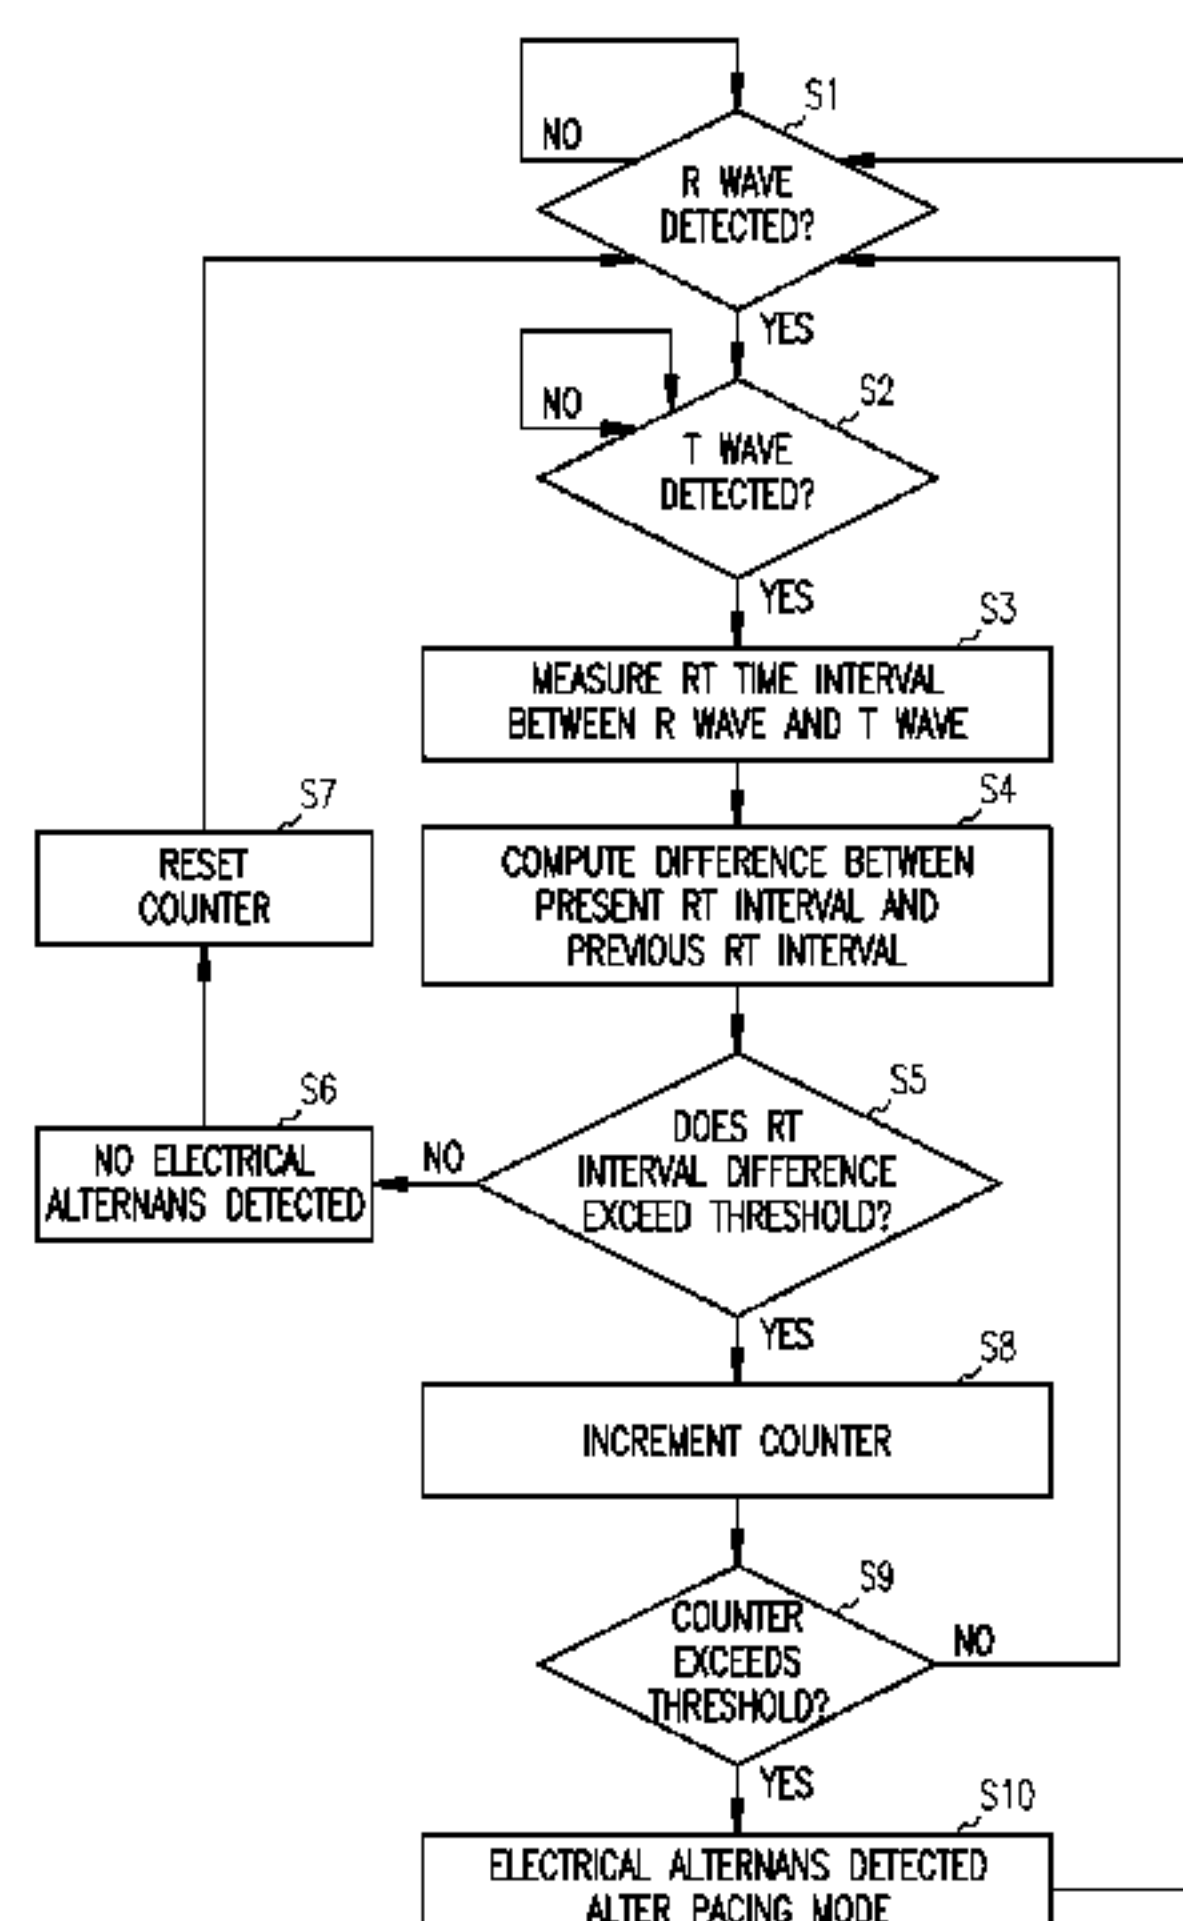 S1
NO
R WAVE
DETECTED?
YES
S2
NO
T WAVE
DETECTED?
YES
S3
MEASURE RT TIME INTERVAL
BETWEEN R WAVE AND T WAVE
S7
RESET
COUNTER
S4
COMPUTE DIFFERENCE BETWEEN
PRESENT RT INTERVAL AND
PREVIOUS RT INTERVAL
S6
NO ELECTRICAL
ALTERNANS DETECTED
NO
S5
DOES RT
INTERVAL DIFFERENCE
EXCEED THRESHOLD?
YES
S8
INCREMENT COUNTER
S9
COUNTER
EXCEEDS
THRESHOLD?
NO
YES
S10
ELECTRICAL ALTERNANS DETECTED
ALTER PACING MODE